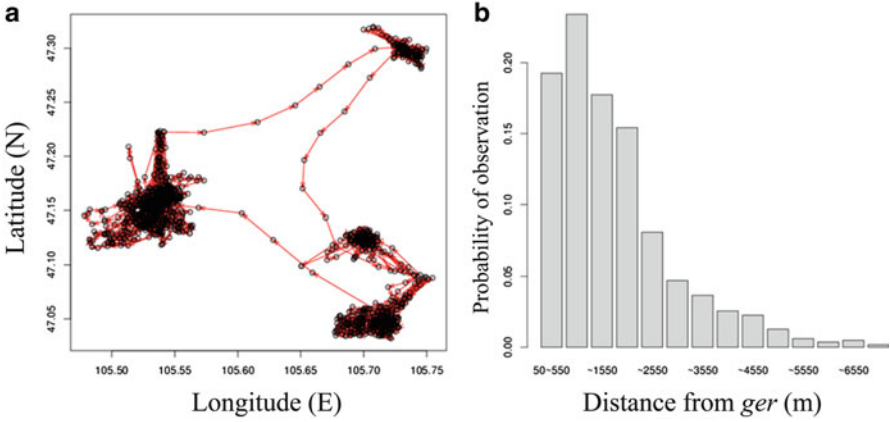 a
Latitude (N)
47.30
47.25
47.20
47.15
47.10
47.05
105.50 105.55 105.60 105.65 105.70 105.75
Longitude (E)
b
Probability of observation
0.20
0.15
0.10
0.05
0.00
50~550 ~1550 ~2550 ~3550 ~4550 ~5550 ~6550
Distance from ger (m)